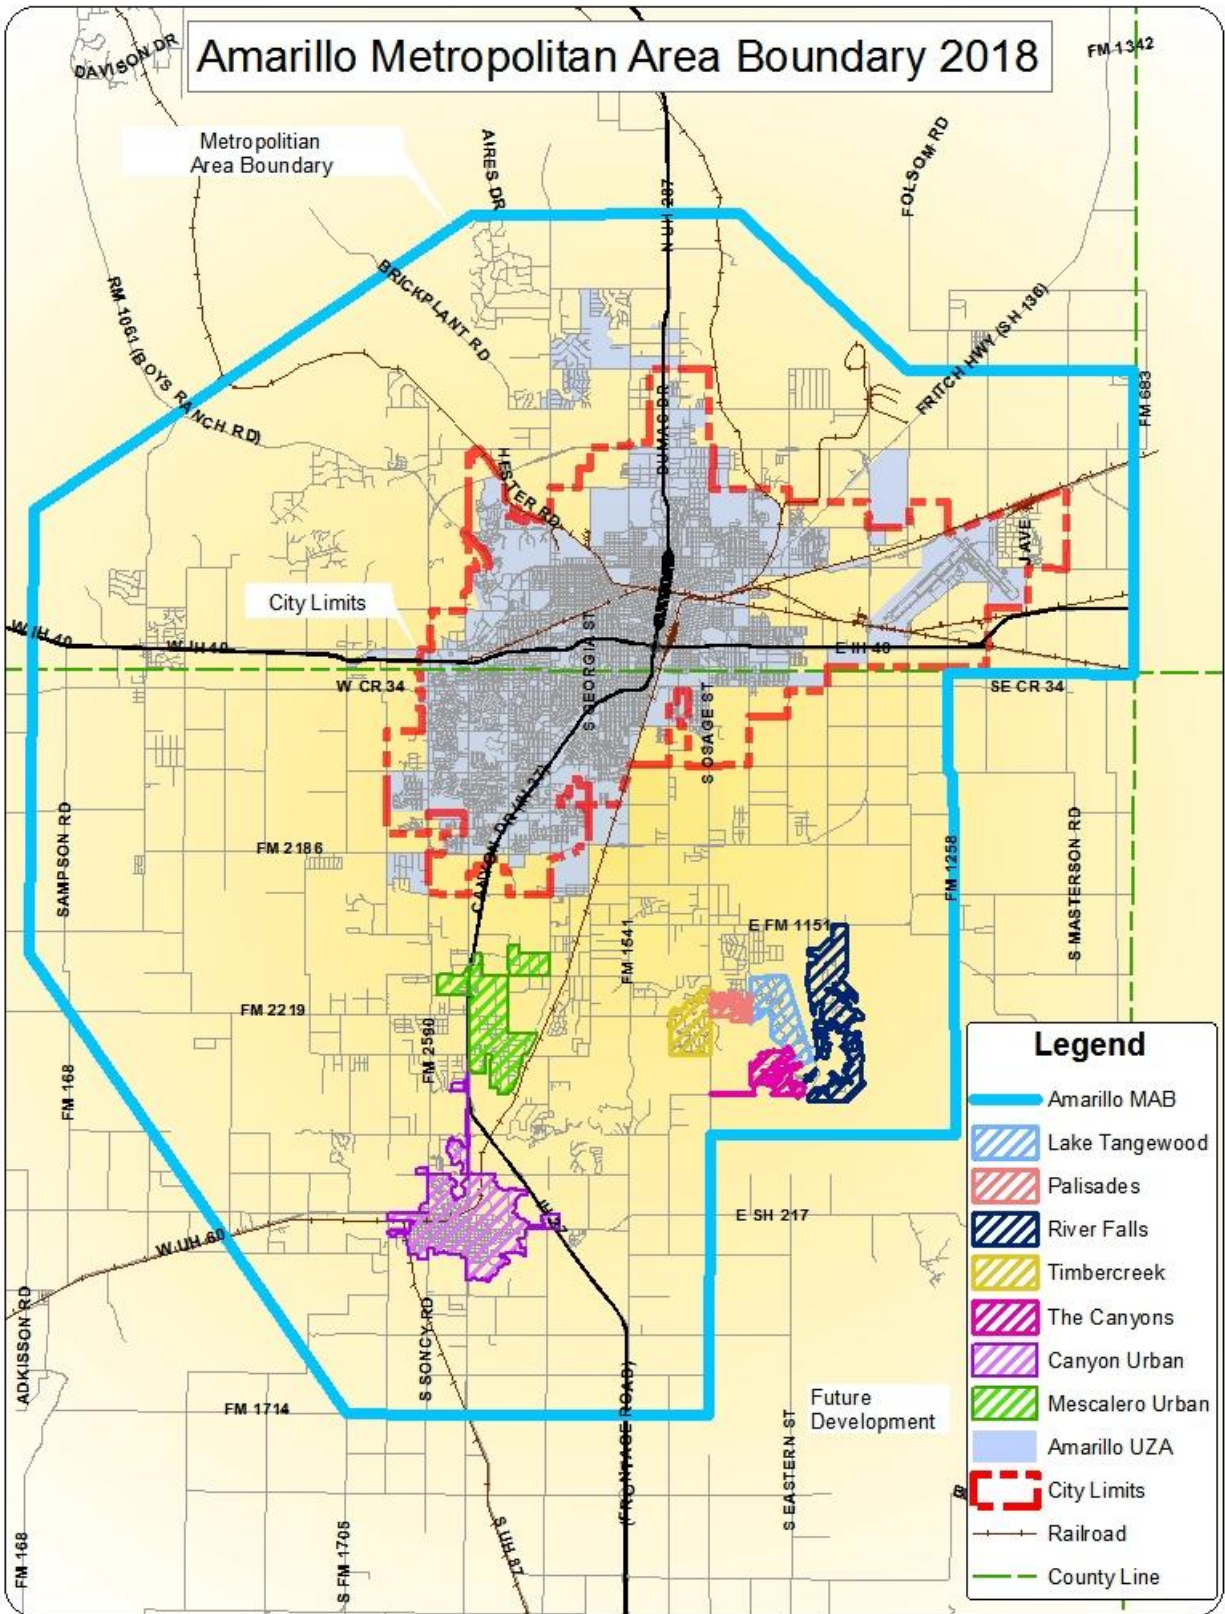 Amarillo Metropolitan Area Boundary 2018
DAVISON DR
FM 1342
Metropolitian
Area Boundary
AIRES DR
N UH 287
FOLSOM RD
BRICKPLANT RD
RM 1061 (BOYS RANCH RD)
FRITCH HWY (SH 136)
FM 683
DUMAS DR
HESTER RD
J AVE
City Limits
W IH 40
W IH 40
S GEORGIA ST
E IH 40
W CR 34
SE CR 34
S OSAGE ST
CANYON DR (IH 27)
SAMPSON RD
FM 2186
FM 1258
S MASTERSON RD
E FM 1151
FM 1541
FM 2219
FM 2590
FM 168
IH 27
E SH 217
W UH 60
ADKISSON RD
S SONCY RD
FM 1714
(FRONTAGE ROAD)
Future
Development
S EASTERN ST
FM 168
S FM 1705
S UH 87
Legend
Amarillo MAB
Lake Tangewood
Palisades
River Falls
Timbercreek
The Canyons
Canyon Urban
Mescalero Urban
Amarillo UZA
City Limits
Railroad
County Line